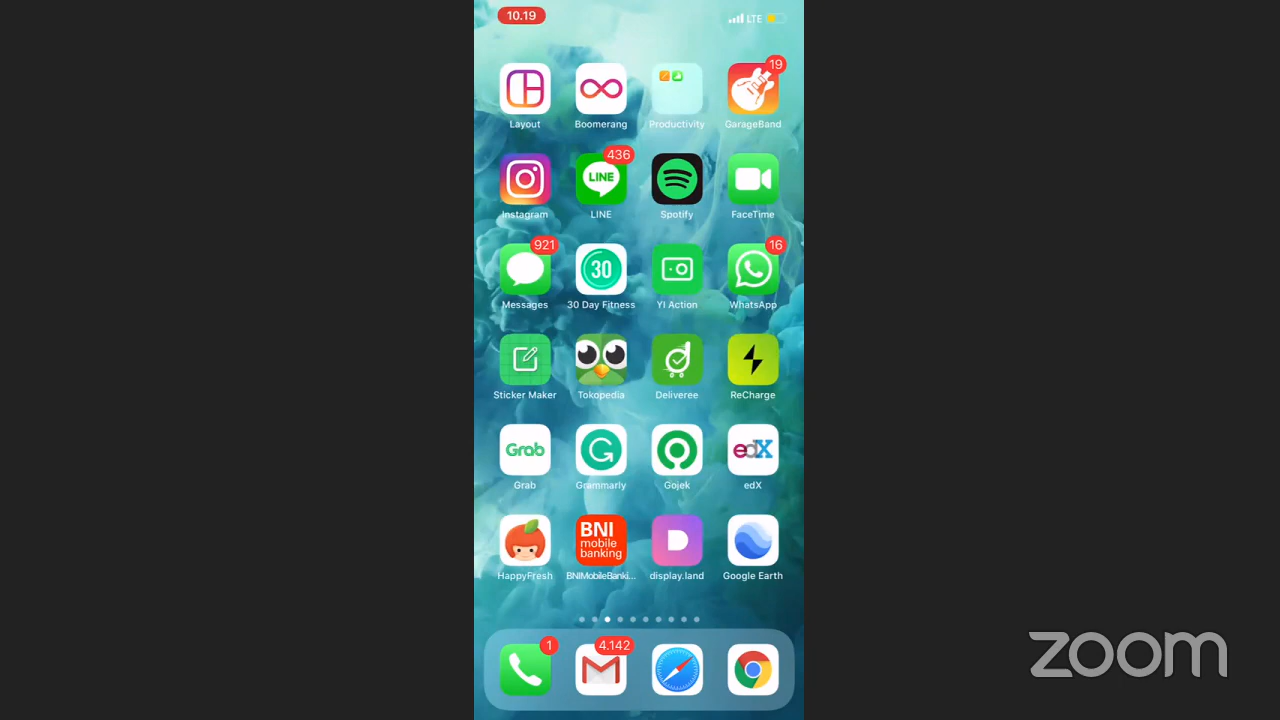 10.19
LTE
19
Layout Boomerang Productivity GarageBand
436
LINE
Instagram LINE Spotify FaceTime
921 16
30
Messages 30 Day Fitness YI Action WhatsApp
Sticker Maker Tokopedia Deliveree ReCharge
Grab edX
Grab Grammarly Gojek edX
BNI
mobile
banking
HappyFresh BNIMobileBanki... display.land Google Earth
1 4.142
zoom